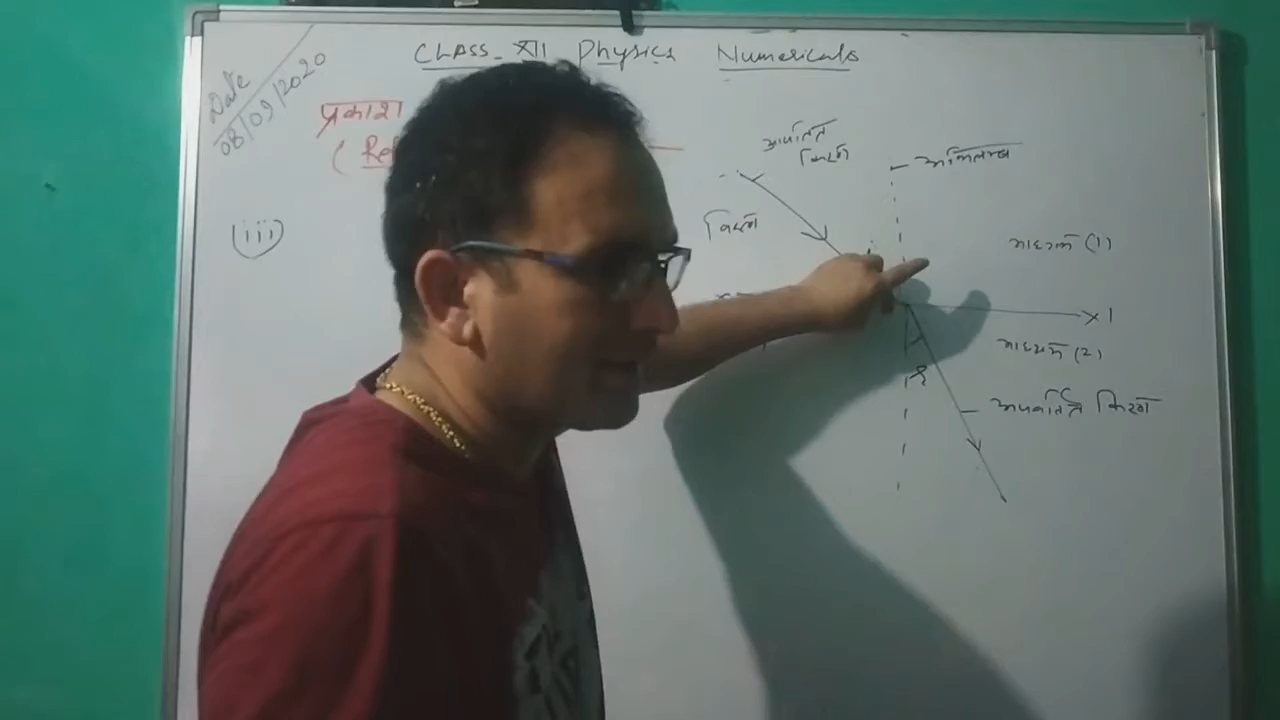 Date
08/09/2020
CLASS-XII Physics Numericals
प्रकाश
( Ref
(iii)
आपतित
किरण
अभिलम्ब
माध्यम (1)
माध्यम (2)
अपवर्तित किरण